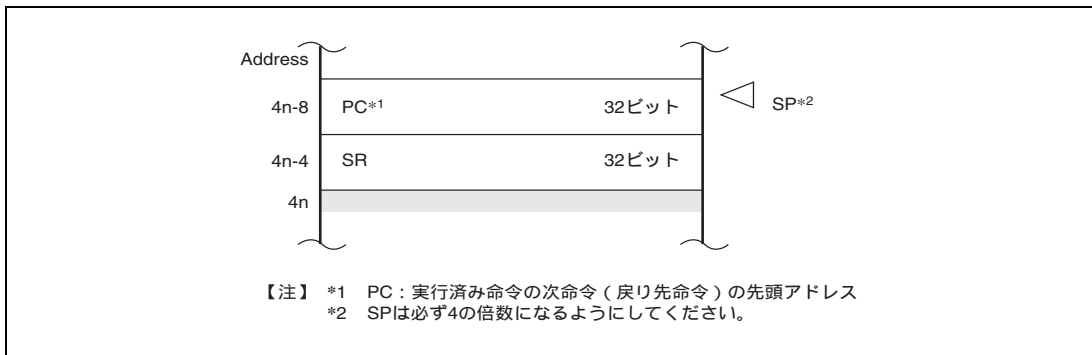 Address
4n-8 PC*1 32ビット SP*2
4n-4 SR 32ビット
4n
【注】 *1 PC：実行済み命令の次命令（戻り先命令）の先頭アドレス
*2 SPは必ず4の倍数になるようにしてください。